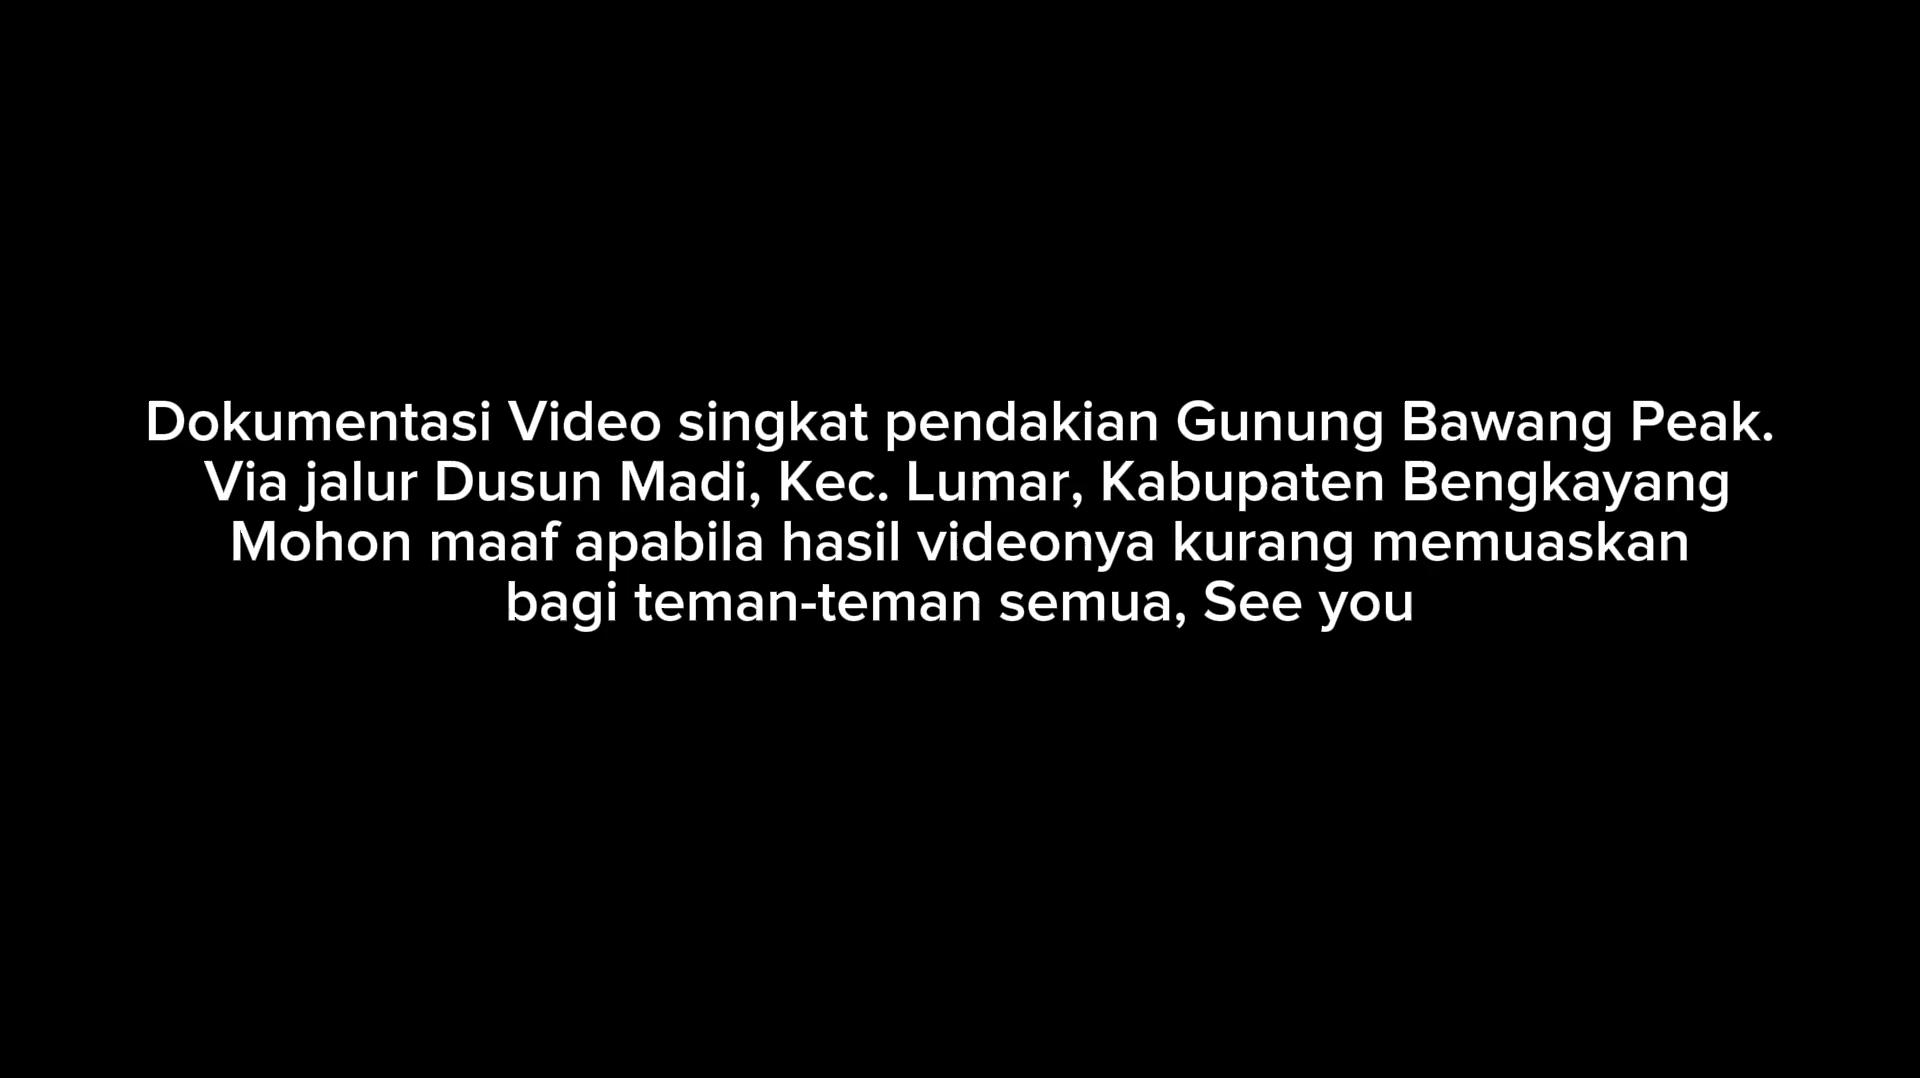 Dokumentasi Video singkat pendakian Gunung Bawang Peak.
Via jalur Dusun Madi, Kec. Lumar, Kabupaten Bengkayang
Mohon maaf apabila hasil videonya kurang memuaskan
bagi teman-teman semua, See you